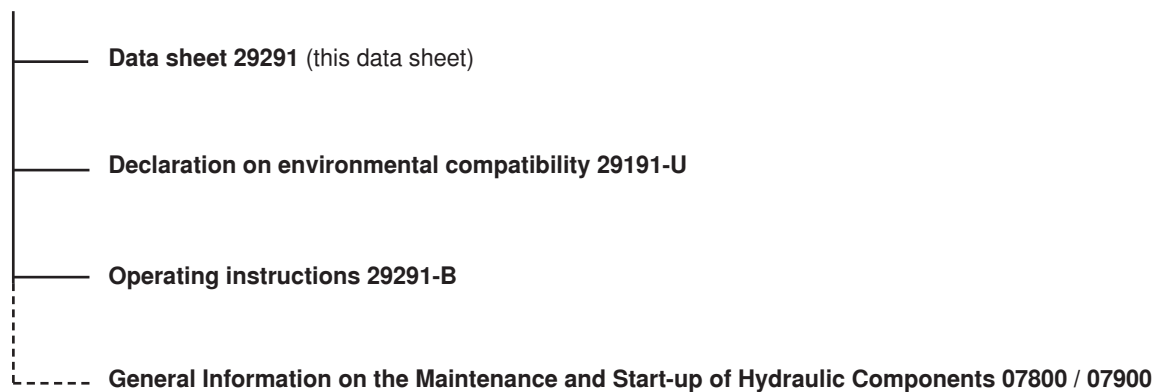 Data sheet 29291 (this data sheet)
Declaration on environmental compatibility 29191-U
Operating instructions 29291-B
General Information on the Maintenance and Start-up of Hydraulic Components 07800 / 07900